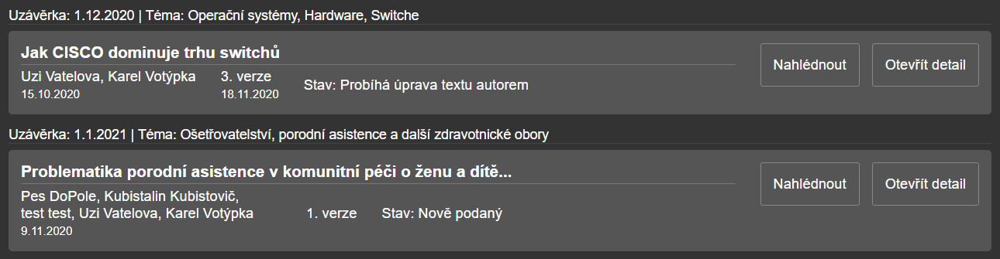 Uzávěrka: 1.12.2020 | Téma: Operační systémy, Hardware, Switche
Jak CISCO dominuje trhu switchů
Uzi Vatelova, Karel Votýpka
15.10.2020
3. verze
18.11.2020
Stav: Probíhá úprava textu autorem
Nahlédnout
Otevřít detail
Uzávěrka: 1.1.2021 | Téma: Ošetřovatelství, porodní asistence a další zdravotnické obory
Problematika porodní asistence v komunitní péči o ženu a dítě...
Pes DoPole, Kubistalin Kubistovič,
test test, Uzi Vatelova, Karel Votýpka
9.11.2020
1. verze
Stav: Nově podaný
Nahlédnout
Otevřít detail